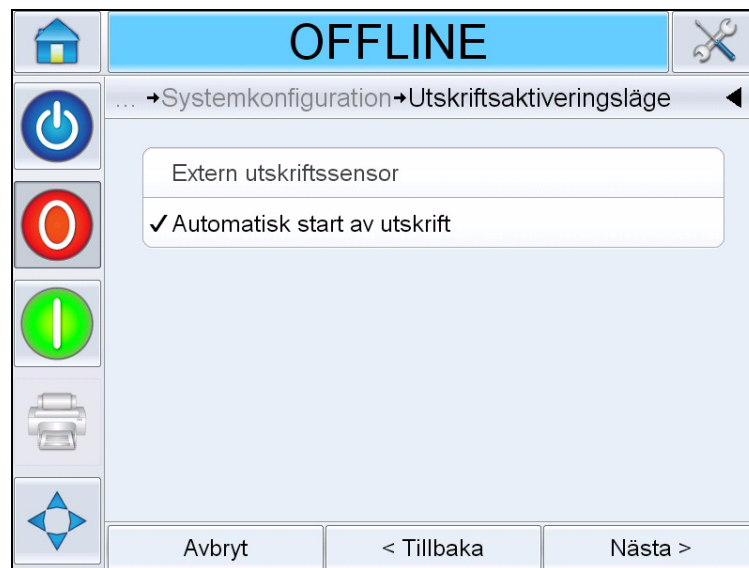 OFFLINE
... →Systemkonfiguration→Utskriftsaktiveringsläge
Extern utskriftssensor
✓Automatisk start av utskrift
Avbryt
< Tillbaka
Nästa >